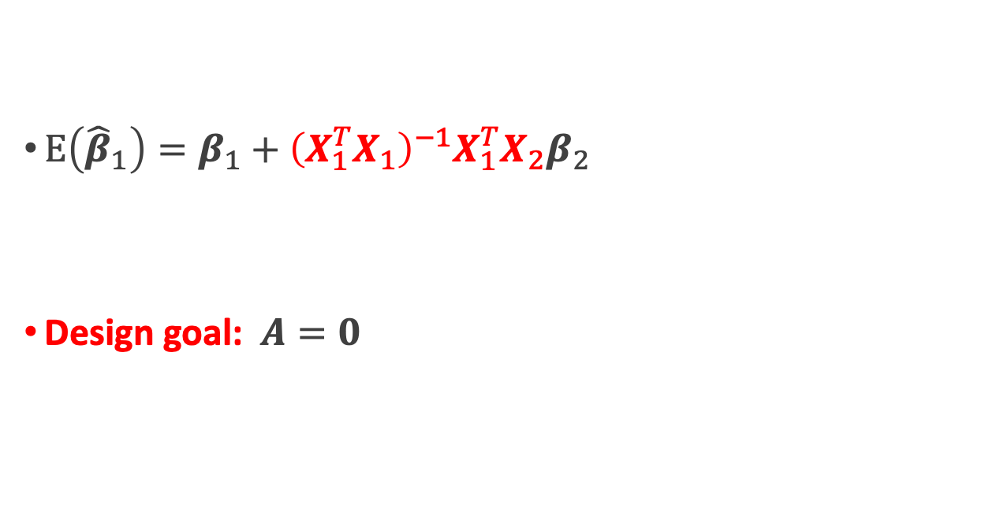 • E(β̂₁) = β₁ + (X₁ᵀX₁)⁻¹X₁ᵀX₂β₂
• Design goal: A = 0